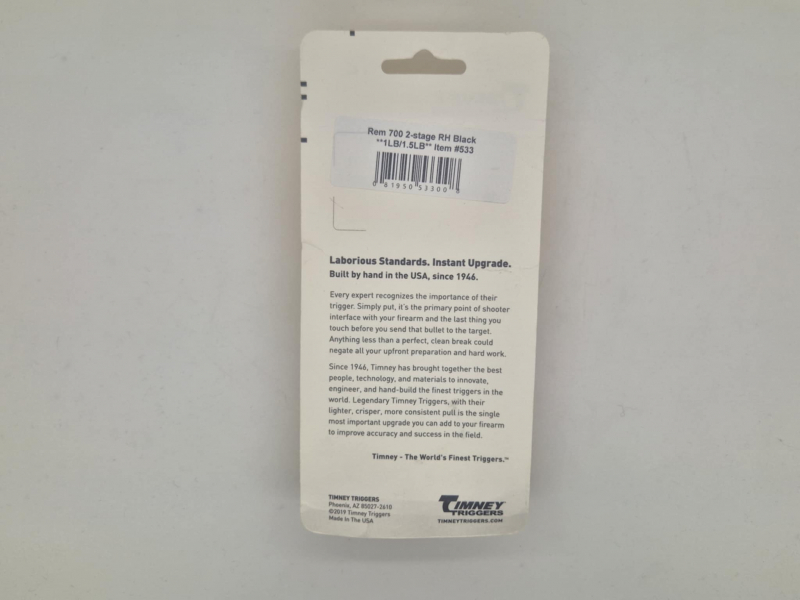 Rem 700 2-stage RH Black
**1LB/1.5LB** Item #533
0 81950 53300 6
Laborious Standards. Instant Upgrade.
Built by hand in the USA, since 1946.
Every expert recognizes the importance of their
trigger. Simply put, it's the primary point of shooter
interface with your firearm and the last thing you
touch before you send that bullet to the target.
Anything less than a perfect, clean break could
negate all your upfront preparation and hard work.
Since 1946, Timney has brought together the best
people, technology, and materials to innovate,
engineer, and hand-build the finest triggers in the
world. Legendary Timney Triggers, with their
lighter, crisper, more consistent pull is the single
most important upgrade you can add to your firearm
to improve accuracy and success in the field.
Timney - The World's Finest Triggers.™
TIMNEY TRIGGERS
Phoenix, AZ 85027-2610
©2019 Timney Triggers
Made In The USA
TIMNEY
TRIGGERS
TIMNEYTRIGGERS.COM